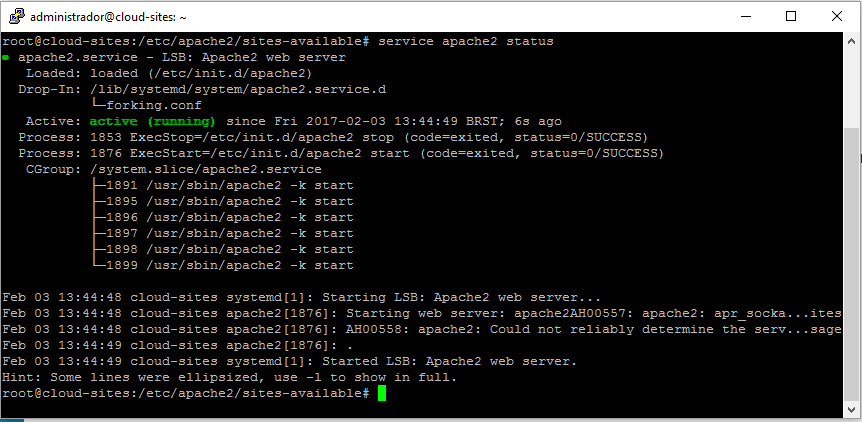 administrador@cloud-sites: ~
root@cloud-sites:/etc/apache2/sites-available# service apache2 status
● apache2.service - LSB: Apache2 web server
   Loaded: loaded (/etc/init.d/apache2)
  Drop-In: /lib/systemd/system/apache2.service.d
           └─forking.conf
   Active: active (running) since Fri 2017-02-03 13:44:49 BRST; 6s ago
  Process: 1853 ExecStop=/etc/init.d/apache2 stop (code=exited, status=0/SUCCESS)
  Process: 1876 ExecStart=/etc/init.d/apache2 start (code=exited, status=0/SUCCESS)
   CGroup: /system.slice/apache2.service
           ├─1891 /usr/sbin/apache2 -k start
           ├─1895 /usr/sbin/apache2 -k start
           ├─1896 /usr/sbin/apache2 -k start
           ├─1897 /usr/sbin/apache2 -k start
           ├─1898 /usr/sbin/apache2 -k start
           └─1899 /usr/sbin/apache2 -k start
Feb 03 13:44:48 cloud-sites systemd[1]: Starting LSB: Apache2 web server...
Feb 03 13:44:48 cloud-sites apache2[1876]: Starting web server: apache2AH00557: apache2: apr_socka...ites
Feb 03 13:44:48 cloud-sites apache2[1876]: AH00558: apache2: Could not reliably determine the serv...sage
Feb 03 13:44:49 cloud-sites apache2[1876]: .
Feb 03 13:44:49 cloud-sites systemd[1]: Started LSB: Apache2 web server.
Hint: Some lines were ellipsized, use -l to show in full.
root@cloud-sites:/etc/apache2/sites-available#